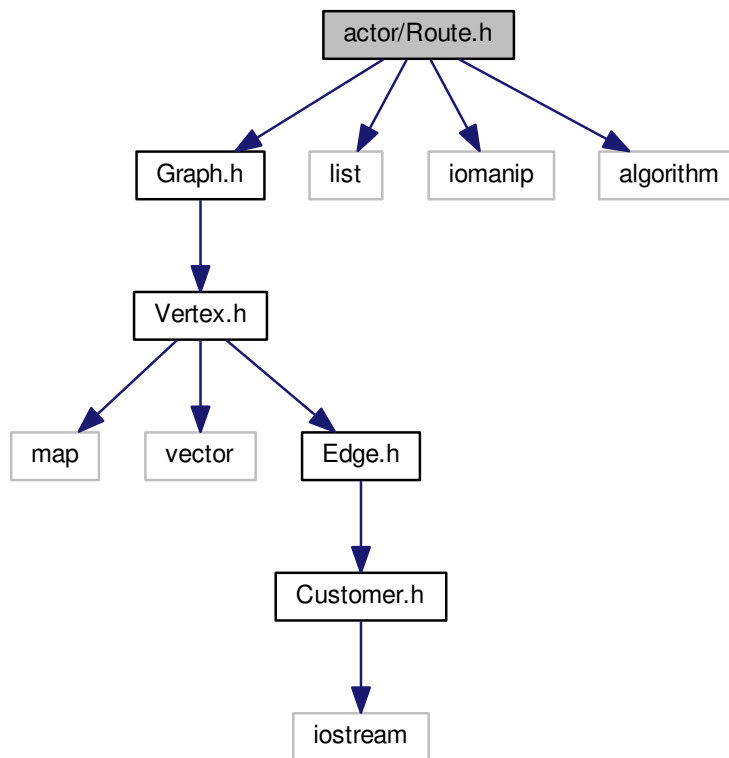 actor/Route.h
Graph.h
list
iomanip
algorithm
Vertex.h
map
vector
Edge.h
Customer.h
iostream